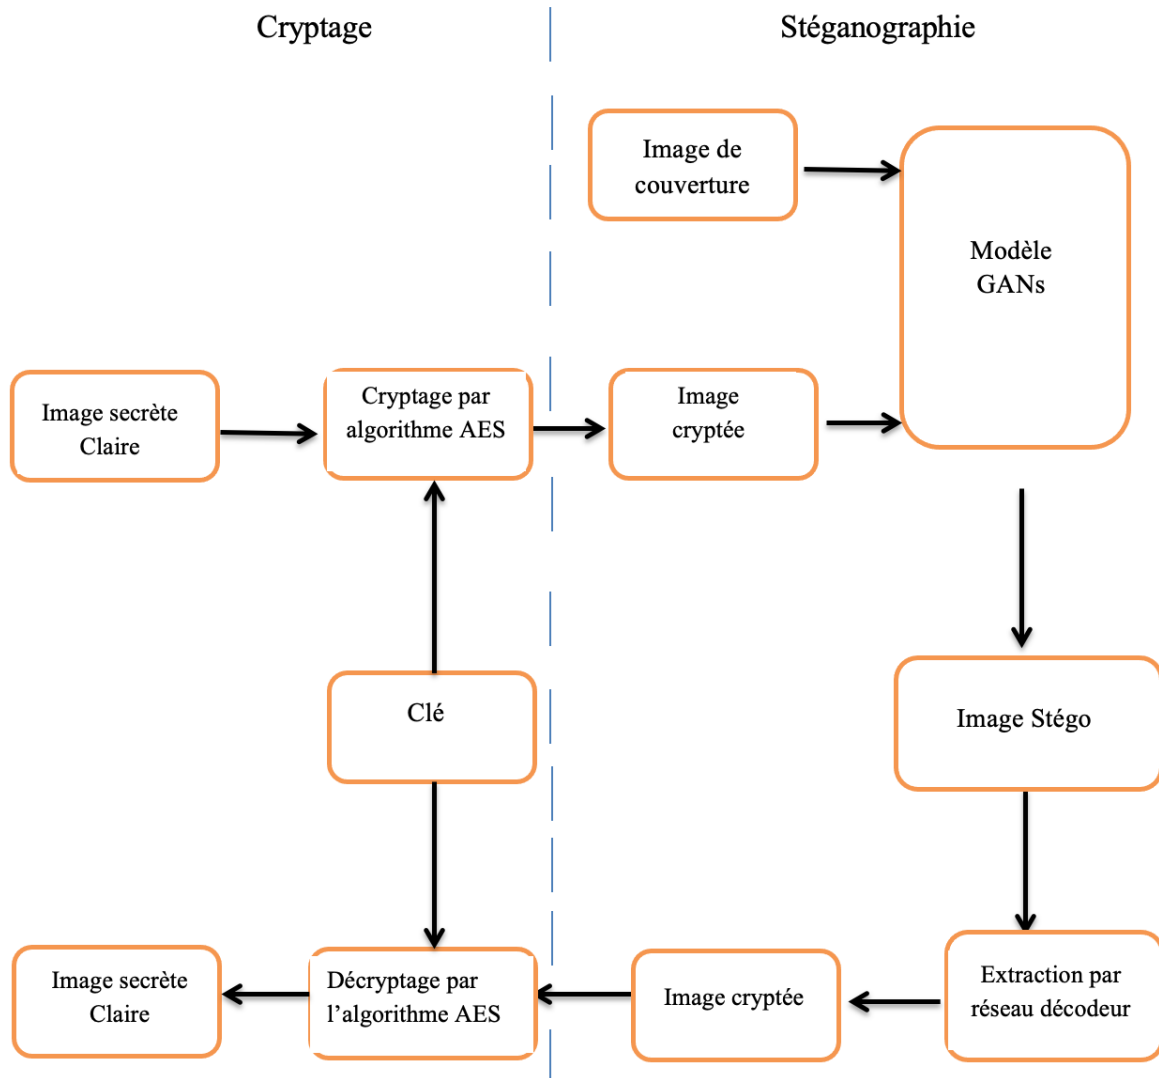 Cryptage
Stéganographie
Image de
couverture
Modèle
GANs
Image secrète
Claire
Cryptage par
algorithme AES
Image
cryptée
Clé
Image Stégo
Image secrète
Claire
Décryptage par
l’algorithme AES
Image cryptée
Extraction par
réseau décodeur